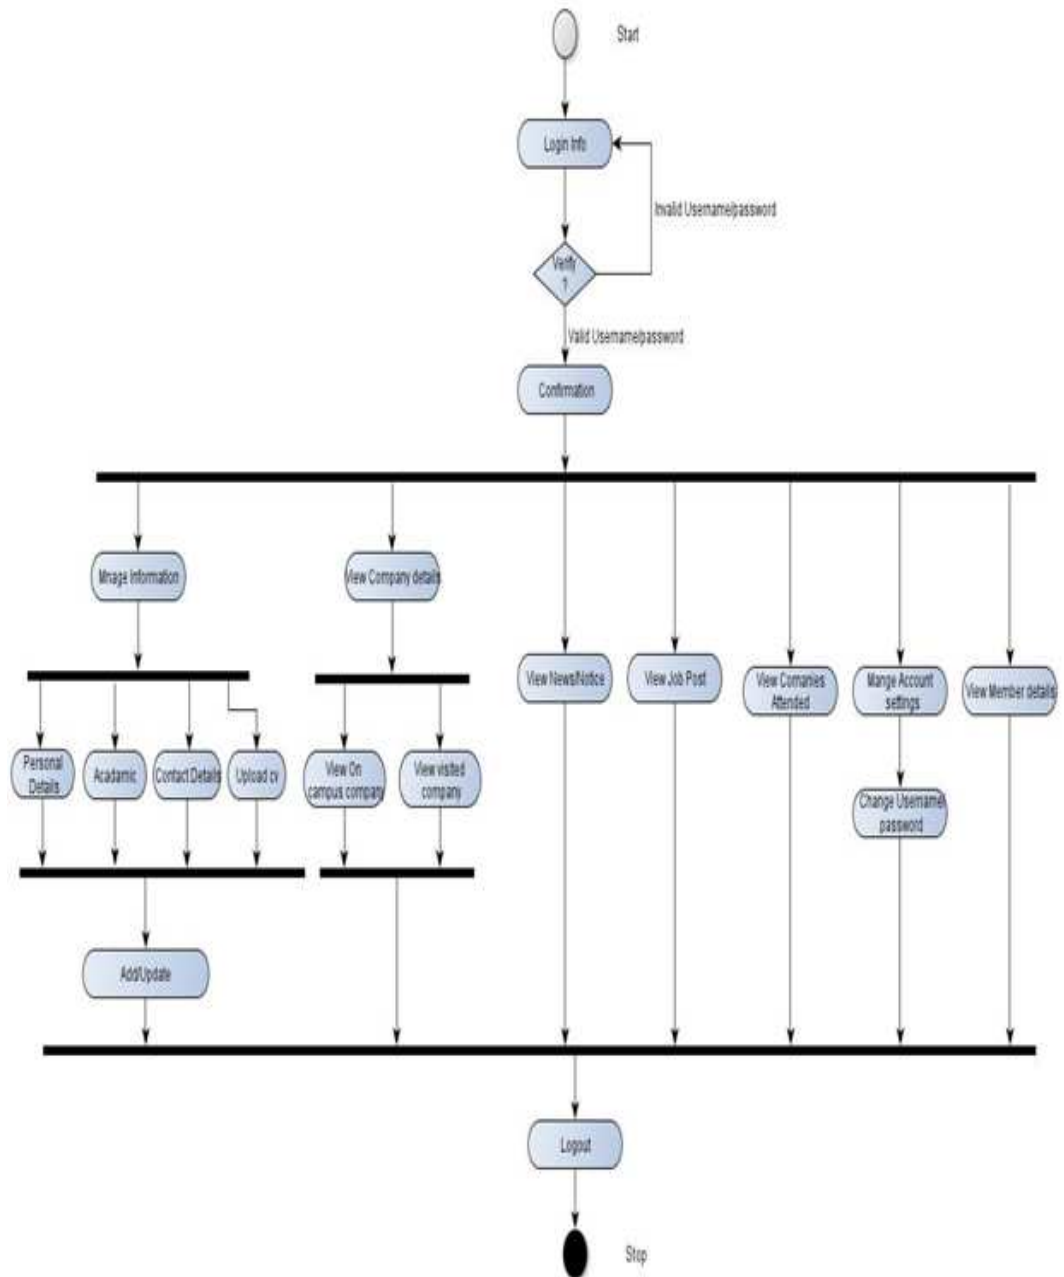 Start
Login Info
Invalid Username/password
Verify
?
Valid Username/password
Confirmation
Mnage Information
View Company details
View News/Notice
View Job Post
View Comanies
Attended
Mange Account
settings
View Member details
Personal
Details
Acadamic
Contact Details
Upload cv
View On
campus company
View visited
company
Change Username/
password
Add/Update
Logout
Stop